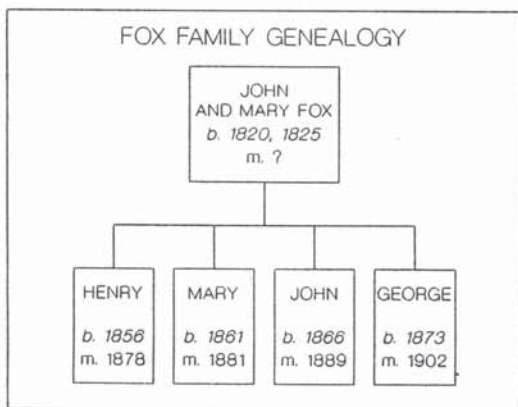 FOX FAMILY GENEALOGY
JOHN
AND MARY FOX
b. 1820, 1825
m. ?
HENRY
b. 1856
m. 1878
MARY
b. 1861
m. 1881
JOHN
b. 1866
m. 1889
GEORGE
b. 1873
m. 1902